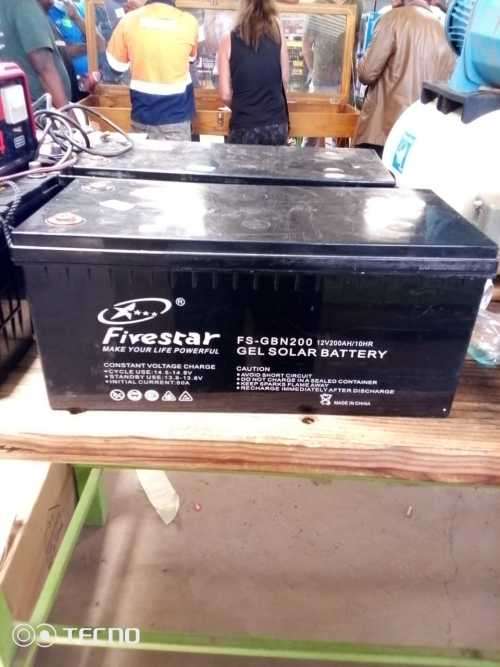 Fivestar ®
MAKE YOUR LIFE POWERFUL
CONSTANT VOLTAGE CHARGE
• CYCLE USE:14.5-14.9V
• STANDBY USE:13.6-13.8V
• INITIAL CURRENT:60A
FS-GBN200 12V200AH/10HR
GEL SOLAR BATTERY
CAUTION
• AVOID SHORT CIRCUIT
• DO NOT CHARGE IN A SEALED CONTAINER
• KEEP SPARKS FLAME AWAY
• RECHARGE IMMEDIATELY AFTER DISCHARGE
MADE IN CHINA
TECNO